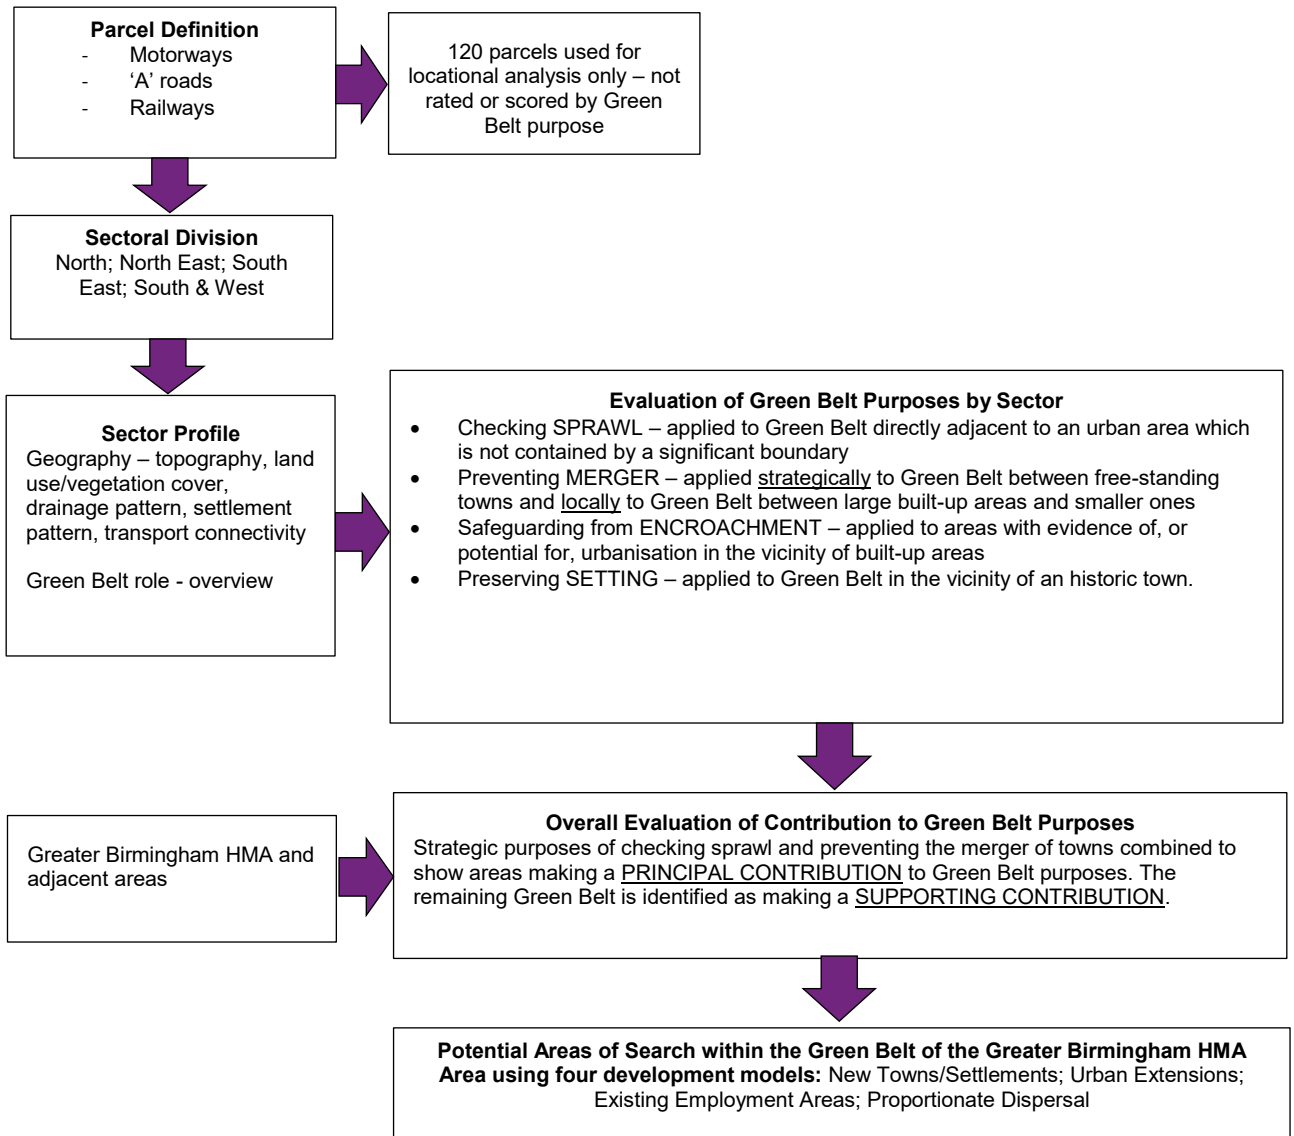 Parcel Definition
- Motorways
- ‘A’ roads
- Railways
120 parcels used for
locational analysis only – not
rated or scored by Green
Belt purpose
Sectoral Division
North; North East; South
East; South & West
Sector Profile
Geography – topography, land
use/vegetation cover,
drainage pattern, settlement
pattern, transport connectivity
Green Belt role - overview
Evaluation of Green Belt Purposes by Sector
• Checking SPRAWL – applied to Green Belt directly adjacent to an urban area which
is not contained by a significant boundary
• Preventing MERGER – applied strategically to Green Belt between free-standing
towns and locally to Green Belt between large built-up areas and smaller ones
• Safeguarding from ENCROACHMENT – applied to areas with evidence of, or
potential for, urbanisation in the vicinity of built-up areas
• Preserving SETTING – applied to Green Belt in the vicinity of an historic town.
Greater Birmingham HMA and
adjacent areas
Overall Evaluation of Contribution to Green Belt Purposes
Strategic purposes of checking sprawl and preventing the merger of towns combined to
show areas making a PRINCIPAL CONTRIBUTION to Green Belt purposes. The
remaining Green Belt is identified as making a SUPPORTING CONTRIBUTION.
Potential Areas of Search within the Green Belt of the Greater Birmingham HMA
Area using four development models: New Towns/Settlements; Urban Extensions;
Existing Employment Areas; Proportionate Dispersal